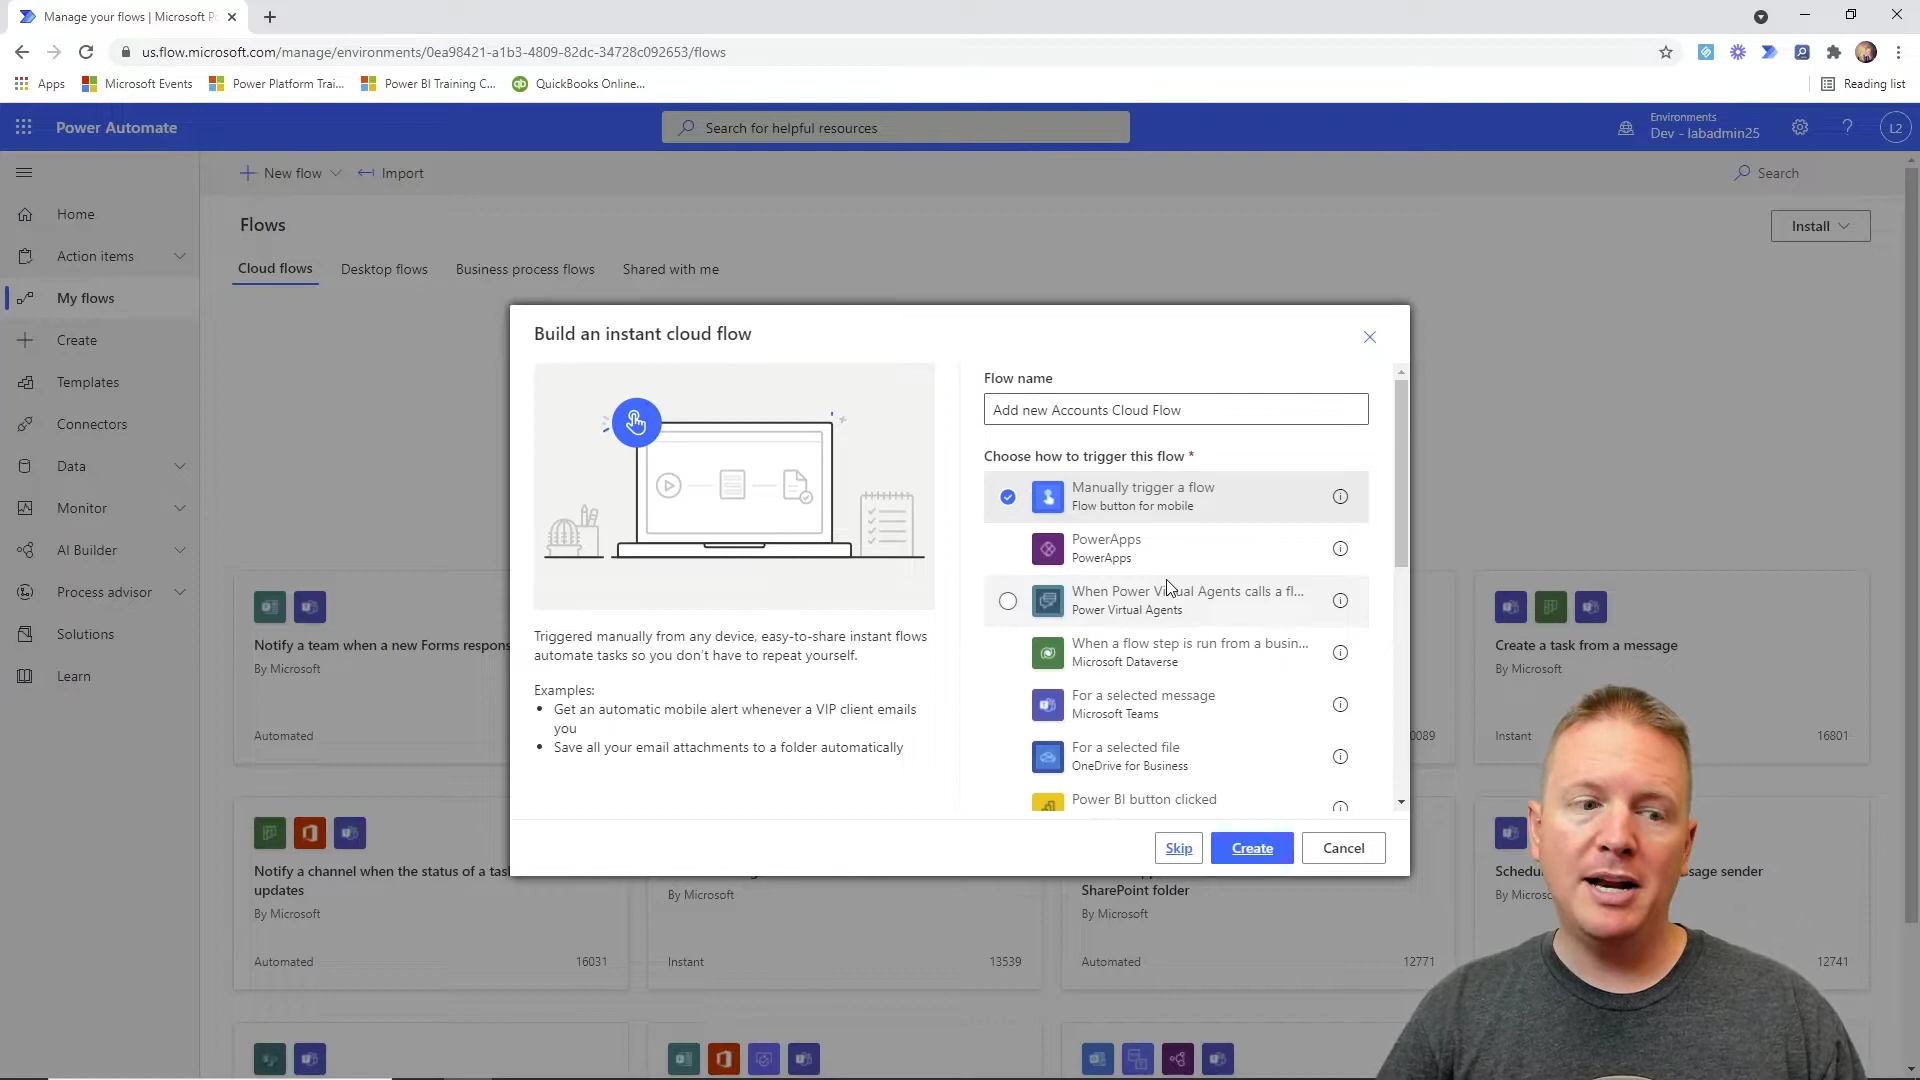 Manage your flows | Microsoft P
us.flow.microsoft.com/manage/environments/0ea98421-a1b3-4809-82dc-34728c092653/flows
Apps
Microsoft Events
Power Platform Trai...
Power BI Training C...
QuickBooks Online...
Reading list
Power Automate
Search for helpful resources
Environments
Dev - labadmin25
L2
New flow
Import
Search
Home
Action items
My flows
Create
Templates
Connectors
Data
Monitor
AI Builder
Process advisor
Solutions
Learn
Flows
Install
Cloud flows
Desktop flows
Business process flows
Shared with me
Build an instant cloud flow
Triggered manually from any device, easy-to-share instant flows
automate tasks so you don't have to repeat yourself.
Examples:
• Get an automatic mobile alert whenever a VIP client emails
you
• Save all your email attachments to a folder automatically
Flow name
Add new Accounts Cloud Flow
Choose how to trigger this flow *
Manually trigger a flow
Flow button for mobile
PowerApps
PowerApps
When Power Virtual Agents calls a fl...
Power Virtual Agents
When a flow step is run from a busin...
Microsoft Dataverse
For a selected message
Microsoft Teams
For a selected file
OneDrive for Business
Power BI button clicked
Skip
Create
Cancel
Notify a team when a new Forms respon
By Microsoft
Automated
0089
Create a task from a message
By Microsoft
Instant
16801
Notify a channel when the status of a tas
updates
By Microsoft
Automated
16031
By Microsoft
Instant
13539
SharePoint folder
By Microsoft
Automated
12771
sage sender
By Micros
12741